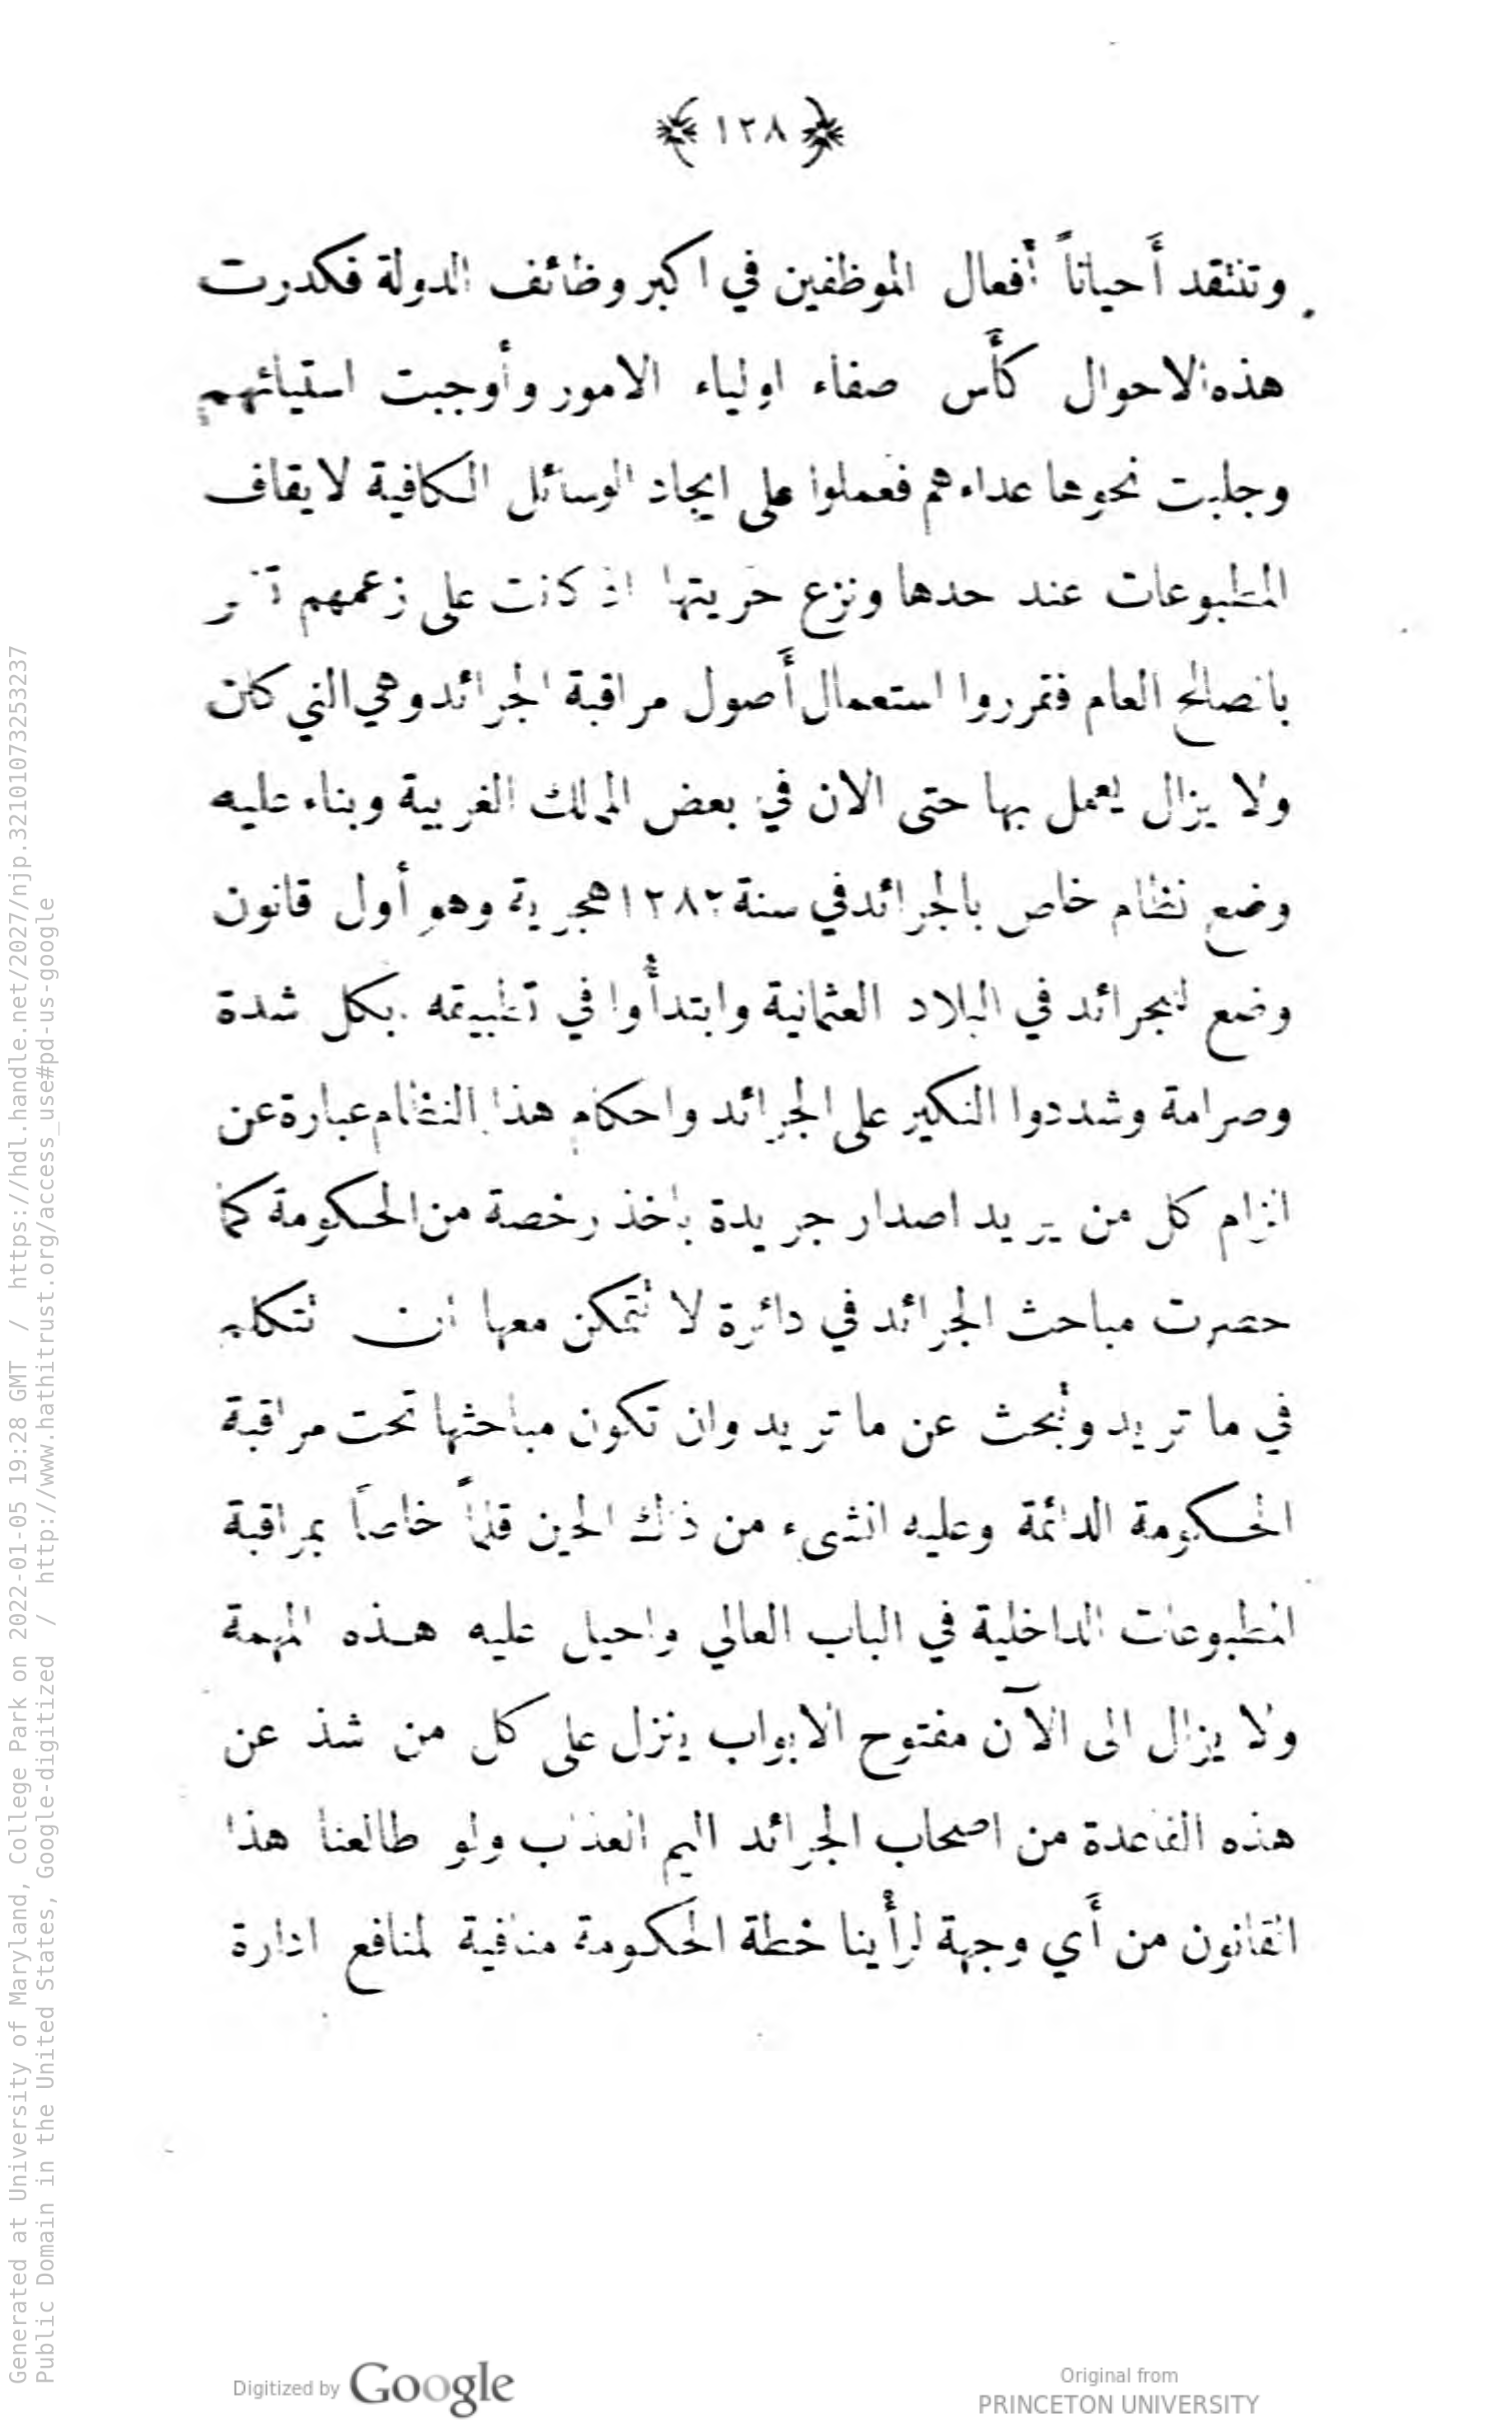 ﴿ ١٢٨ ﴾
وتنتقد أَحياناً أفعال الموظفين في اكبر وظائف الدولة فكدرت
هذه الاحوال كأَس صفاء اولياء الامور وأوجبت استيائهم
وجلبت نحوها عداءهم فعملوا على ايجاد الوسائل الكافية لايقاف
المطبوعات عند حدها ونزع حريتها اذ كانت على زعمهم
بالصالح العام فقرروا استعمال أَصول مراقبة الجرائد وهي التي كان
ولا يزال يعمل بها حتى الان في بعض الممالك الغربية وبناء عليه
وضع نظام خاص بالجرائد في سنة ١٢٨٢ هجرية وهو أول قانون
وضع للجرائد في البلاد العثمانية وابتدأُوا في تطبيقه بكل شدة
وصرامة وشددوا النكير على الجرائد واحكام هذا النظام عبارة عن
الزام كل من يريد اصدار جريدة باخذ رخصة من الحكومة كما
حصرت مباحث الجرائد في دائرة لا تتمكن معها ان تتكلم
في ما تريد وتبحث عن ما تريد وان تكون مباحثها تحت مراقبة
الحكومة الدائمة وعليه انشىء من ذلك الحين قلماً خاصاً بمراقبة
المطبوعات الداخلية في الباب العالي واحيل عليه هذه المهمة
ولا يزال الى الآن مفتوح الابواب ينزل على كل من شذ عن
هذه القاعدة من اصحاب الجرائد اليم العذاب ولو طالعنا هذا
القانون من أَي وجهة لرأَينا خطة الحكومة منافية لمنافع ادارة
Digitized by Google
Original from
PRINCETON UNIVERSITY
Generated at University of Maryland, College Park on 2022-01-05 19:28 GMT / https://hdl.handle.net/2027/njp.32101073253237
Public Domain in the United States, Google-digitized / http://www.hathitrust.org/access_use#pd-us-google